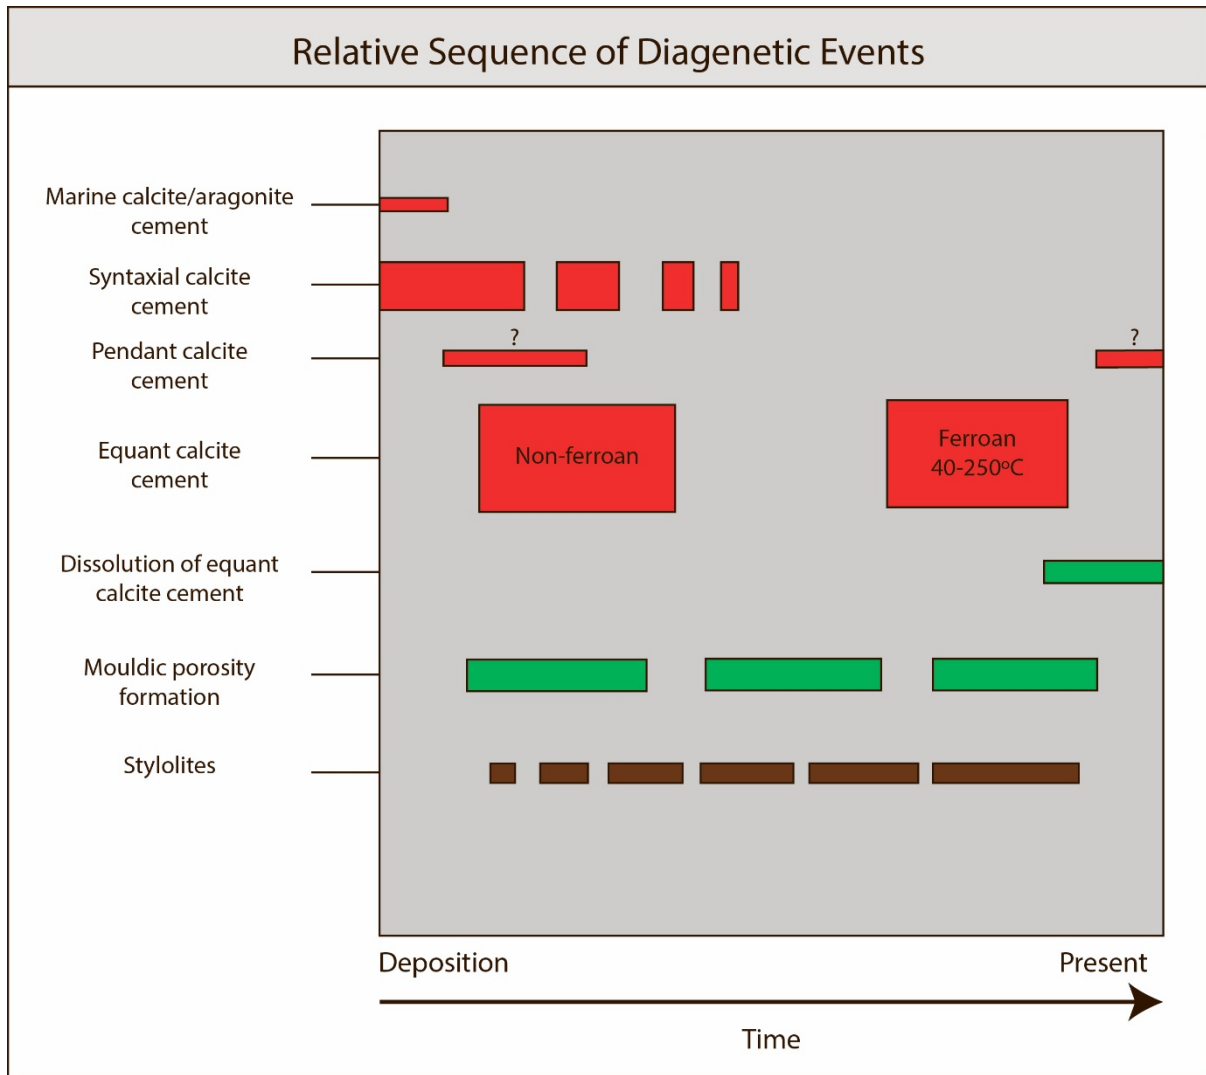 Relative Sequence of Diagenetic Events
Marine calcite/aragonite
cement
Syntaxial calcite
cement
Pendant calcite
cement
?
?
Equant calcite
cement
Non-ferroan
Ferroan
40-250ºC
Dissolution of equant
calcite cement
Mouldic porosity
formation
Stylolites
Deposition
Present
Time